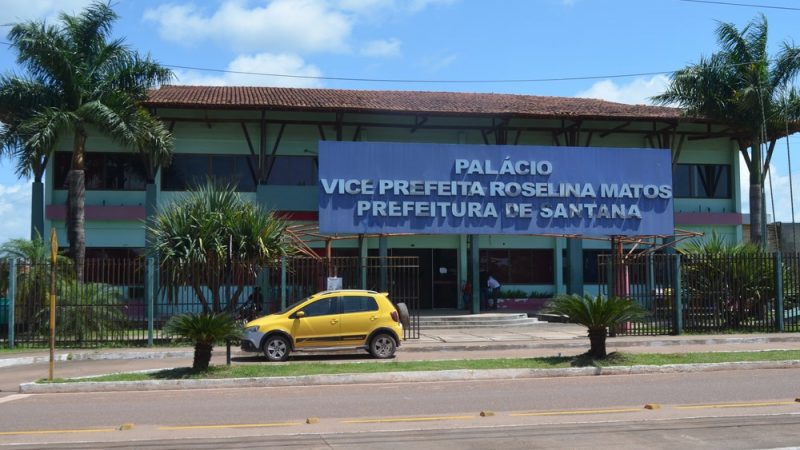 PALÁCIO
VICE PREFEITA ROSELINA MATOS
PREFEITURA DE SANTANA